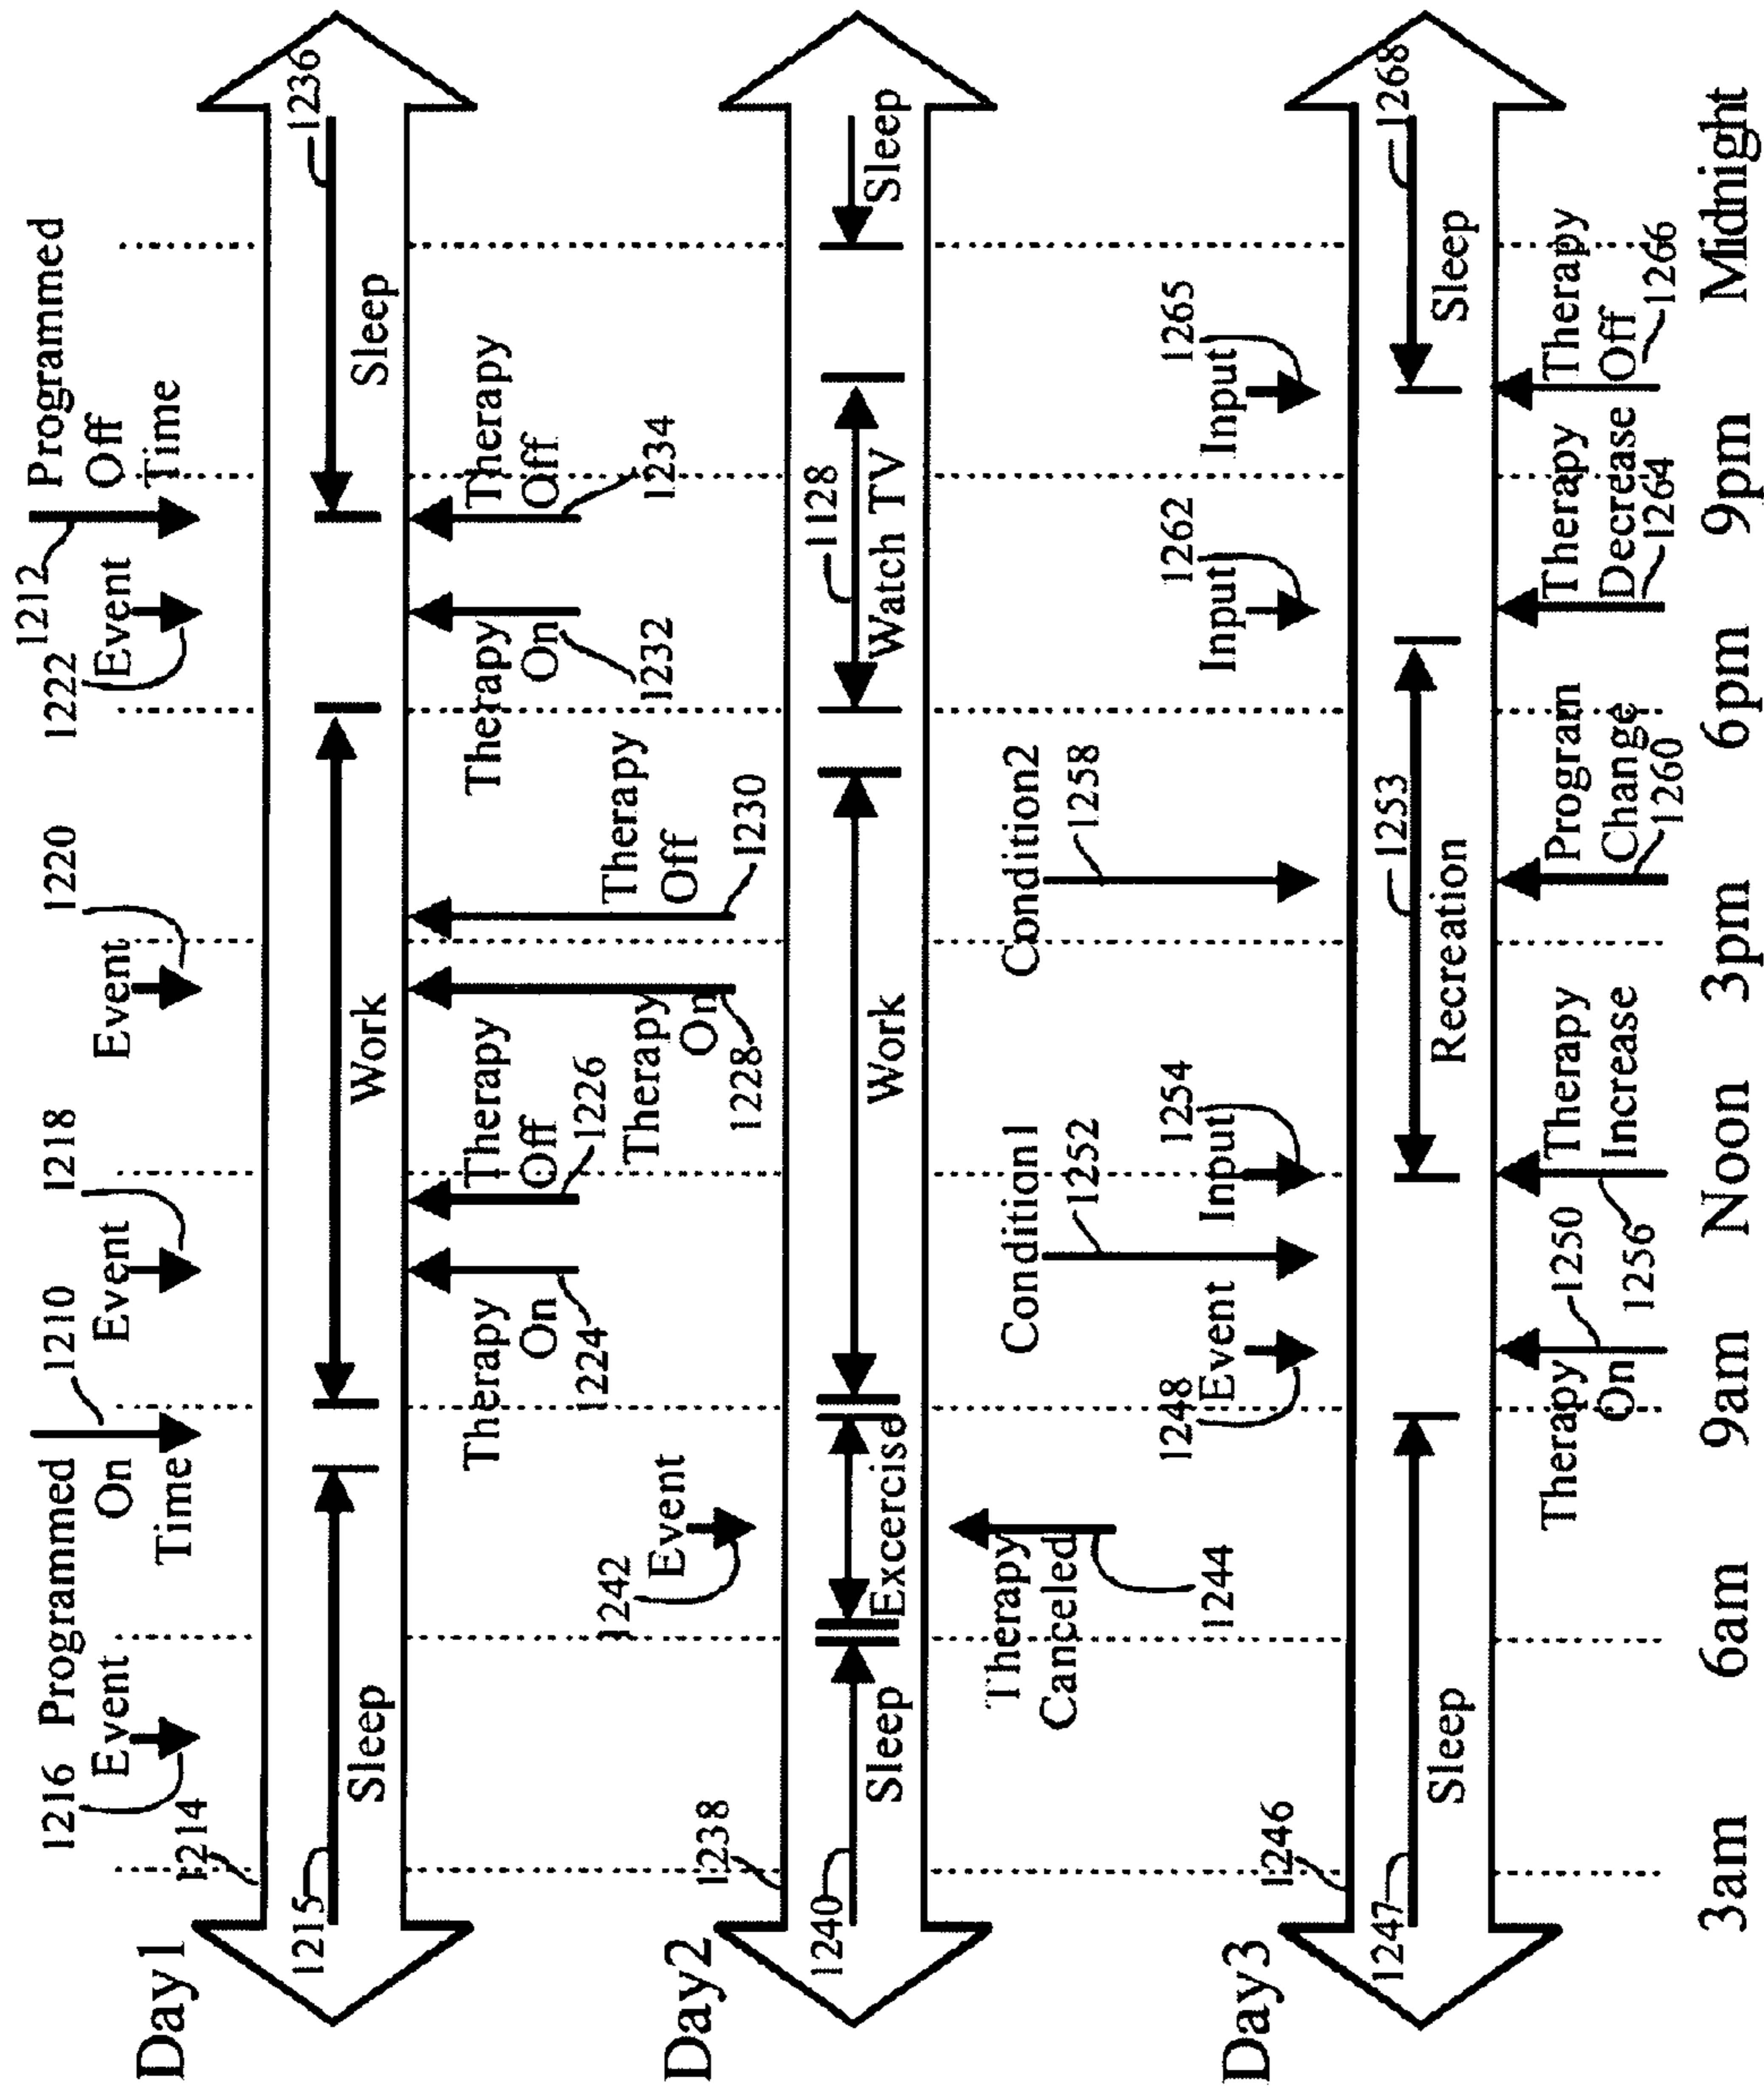 Day1
1214
1215
1216
Event
Programmed
On
Time
1210
Event
1218
Event
1220
1222
Event
1212
Programmed
Off
Time
1236
Sleep
Work
Sleep
Therapy
On
1224
Therapy
Off
1226
Therapy
On
1228
Therapy
Off
1230
Therapy
On
1232
Therapy
Off
1234
Day2
1238
1240
1242
Event
Sleep
Excercise
Work
1128
Watch TV
Sleep
Therapy
Canceled
1244
Day3
1246
1247
1248
Event
Condition1
1252
Input
1254
Condition2
1258
Input
1262
Input
1265
Sleep
1253
Recreation
1268
Sleep
Therapy
On
1250
Therapy
Increase
1256
Program
Change
1260
Therapy
Decrease
1264
Therapy
Off
1266
3am 6am 9am Noon 3pm 6pm 9pm Midnight